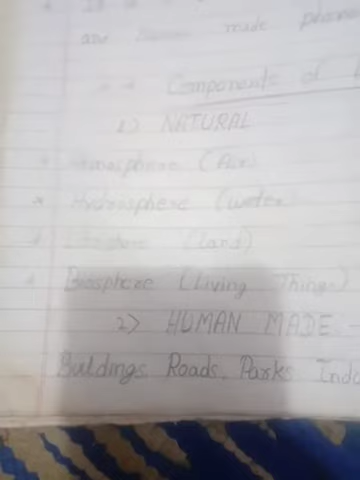 are made
Components of
1) NATURAL
Atmosphere (Air)
* Hydrosphere (water)
(Land)
Biosphere (Living Things)
2) HUMAN MADE -
Buildings, Roads, Parks